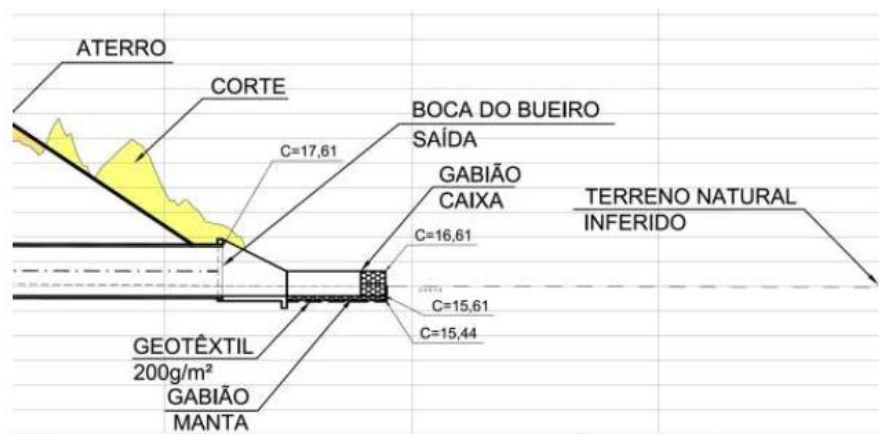 ATERRO
CORTE
BOCA DO BUEIRO
SAÍDA
C=17,61
GABIÃO
CAIXA
TERRENO NATURAL
INFERIDO
C=16,61
C=15,61
C=15,44
GEOTÊXTIL
200g/m²
GABIÃO
MANTA